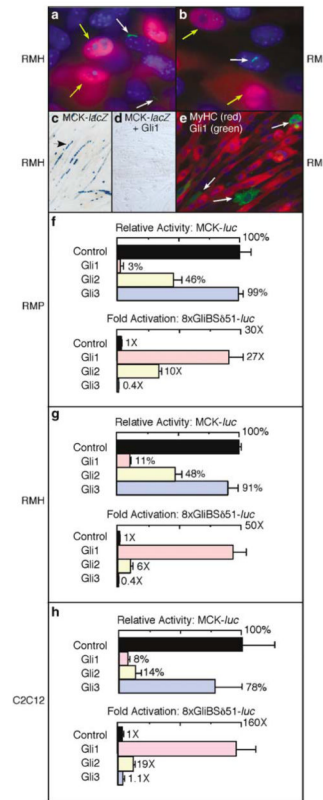 a
b
RMH
RM
c MCK-lacZ
d MCK-lacZ
+ Gli1
e MyHC (red)
Gli1 (green)
RMH
RM
f
Relative Activity: MCK-luc
100%
Control
Gli1 3%
Gli2 46%
Gli3 99%
RMP
Fold Activation: 8xGliBSδ51-luc
30X
Control 1X
Gli1 27X
Gli2 10X
Gli3 0.4X
g
Relative Activity: MCK-luc
100%
Control
Gli1 11%
Gli2 48%
Gli3 91%
RMH
Fold Activation: 8xGliBSδ51-luc
50X
Control 1X
Gli1
Gli2 6X
Gli3 0.4X
h
Relative Activity: MCK-luc
100%
Control
Gli1 8%
Gli2 14%
Gli3 78%
C2C12
Fold Activation: 8xGliBSδ51-luc
160X
Control 1X
Gli1
Gli2 19X
Gli3 1.1X